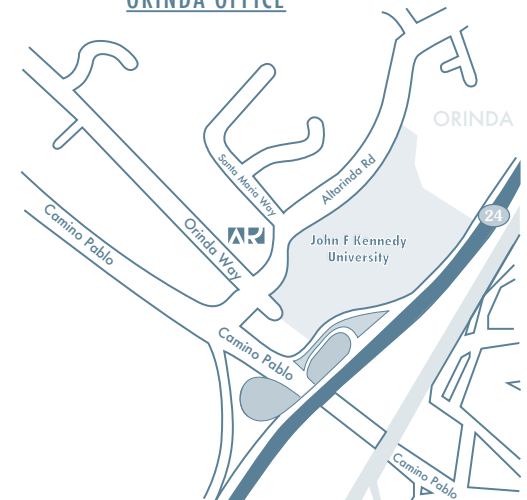 ORINDA OFFICE
ORINDA
24
Santa Maria Way
Altarinda Rd
Camino Pablo
Orinda Way
AR
John F Kennedy
University
Camino Pablo
Camino Pablo